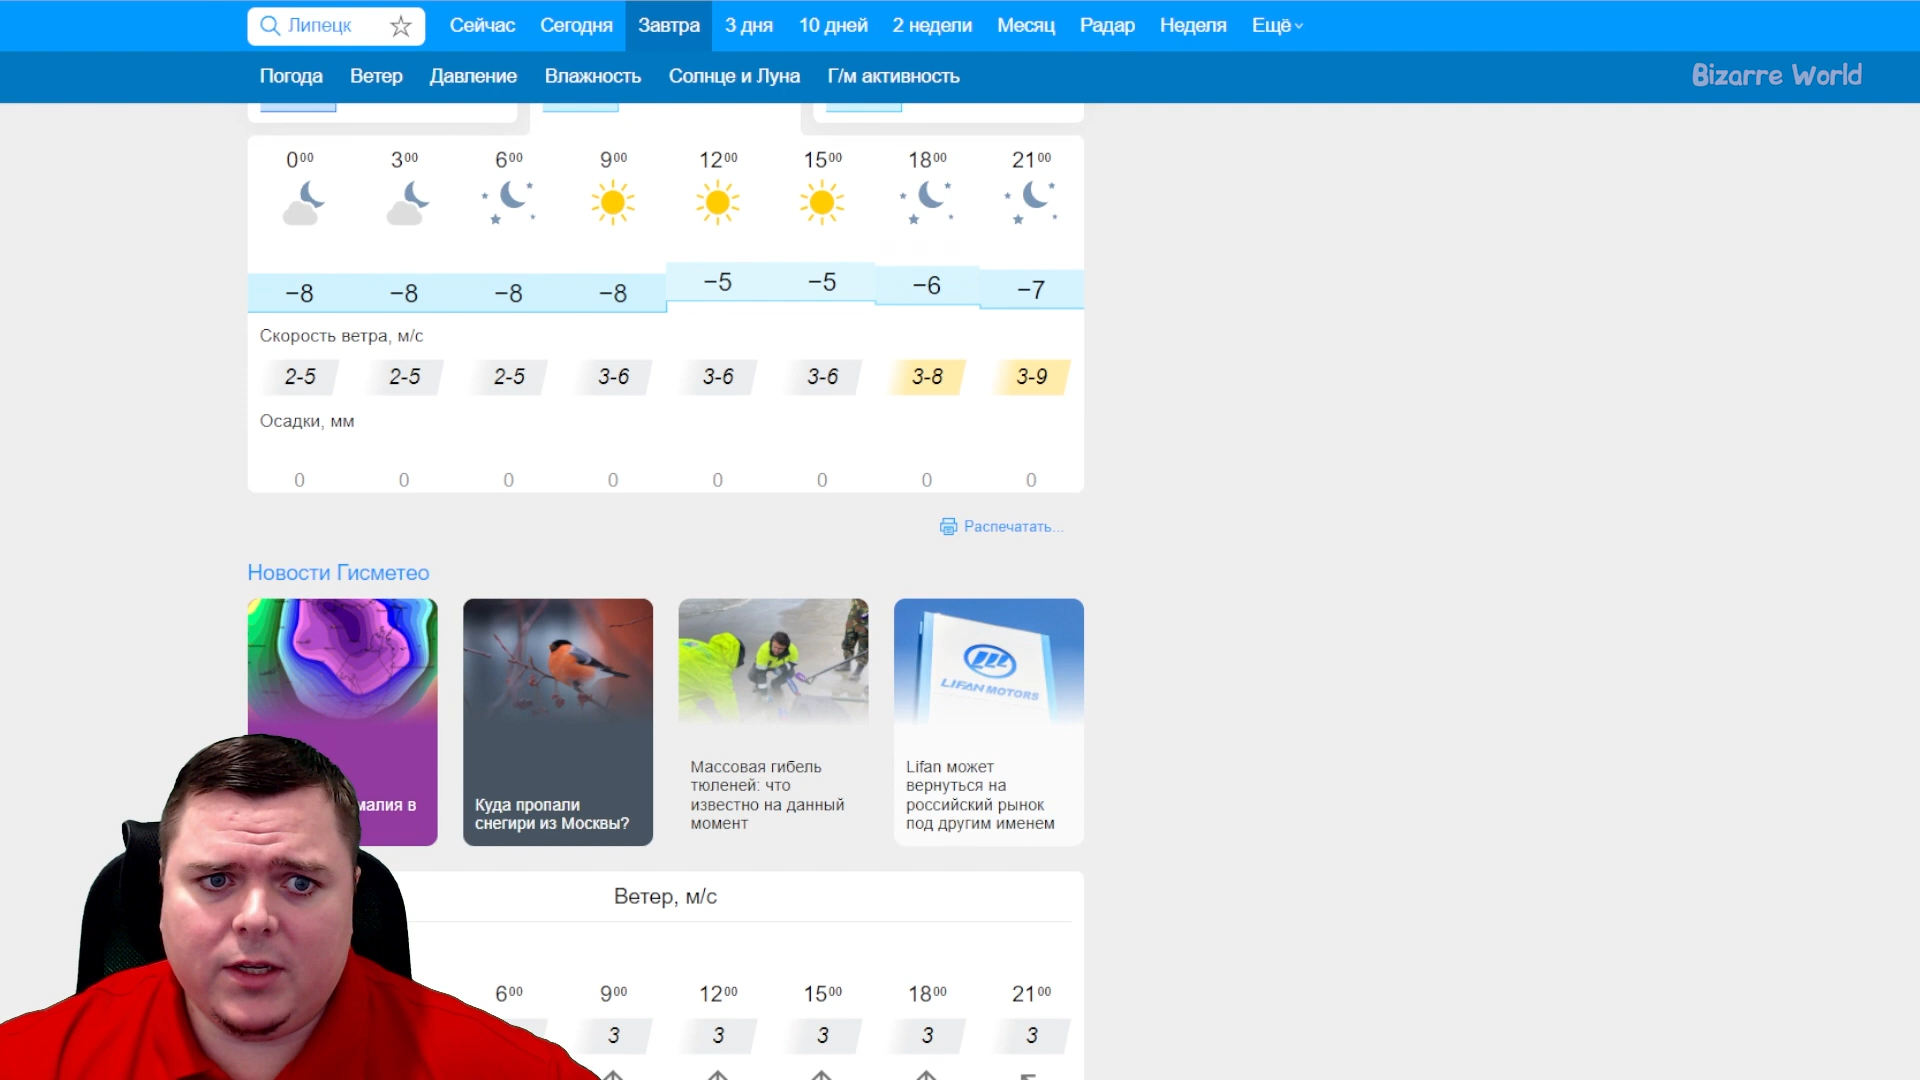 Липецк
Сейчас Сегодня Завтра 3 дня 10 дней 2 недели Месяц Радар Неделя Ещё
Погода Ветер Давление Влажность Солнце и Луна Г/м активность
Bizarre World
0⁰⁰ 3⁰⁰ 6⁰⁰ 9⁰⁰ 12⁰⁰ 15⁰⁰ 18⁰⁰ 21⁰⁰
−8 −8 −8 −8 −5 −5 −6 −7
Скорость ветра, м/с
2-5 2-5 2-5 3-6 3-6 3-6 3-8 3-9
Осадки, мм
0 0 0 0 0 0 0 0
Распечатать...
Новости Гисметео
LIFAN MOTORS
малия в
Куда пропали
снегири из Москвы?
Массовая гибель
тюленей: что
известно на данный
момент
Lifan может
вернуться на
российский рынок
под другим именем
Ветер, м/с
6⁰⁰ 9⁰⁰ 12⁰⁰ 15⁰⁰ 18⁰⁰ 21⁰⁰
3 3 3 3 3